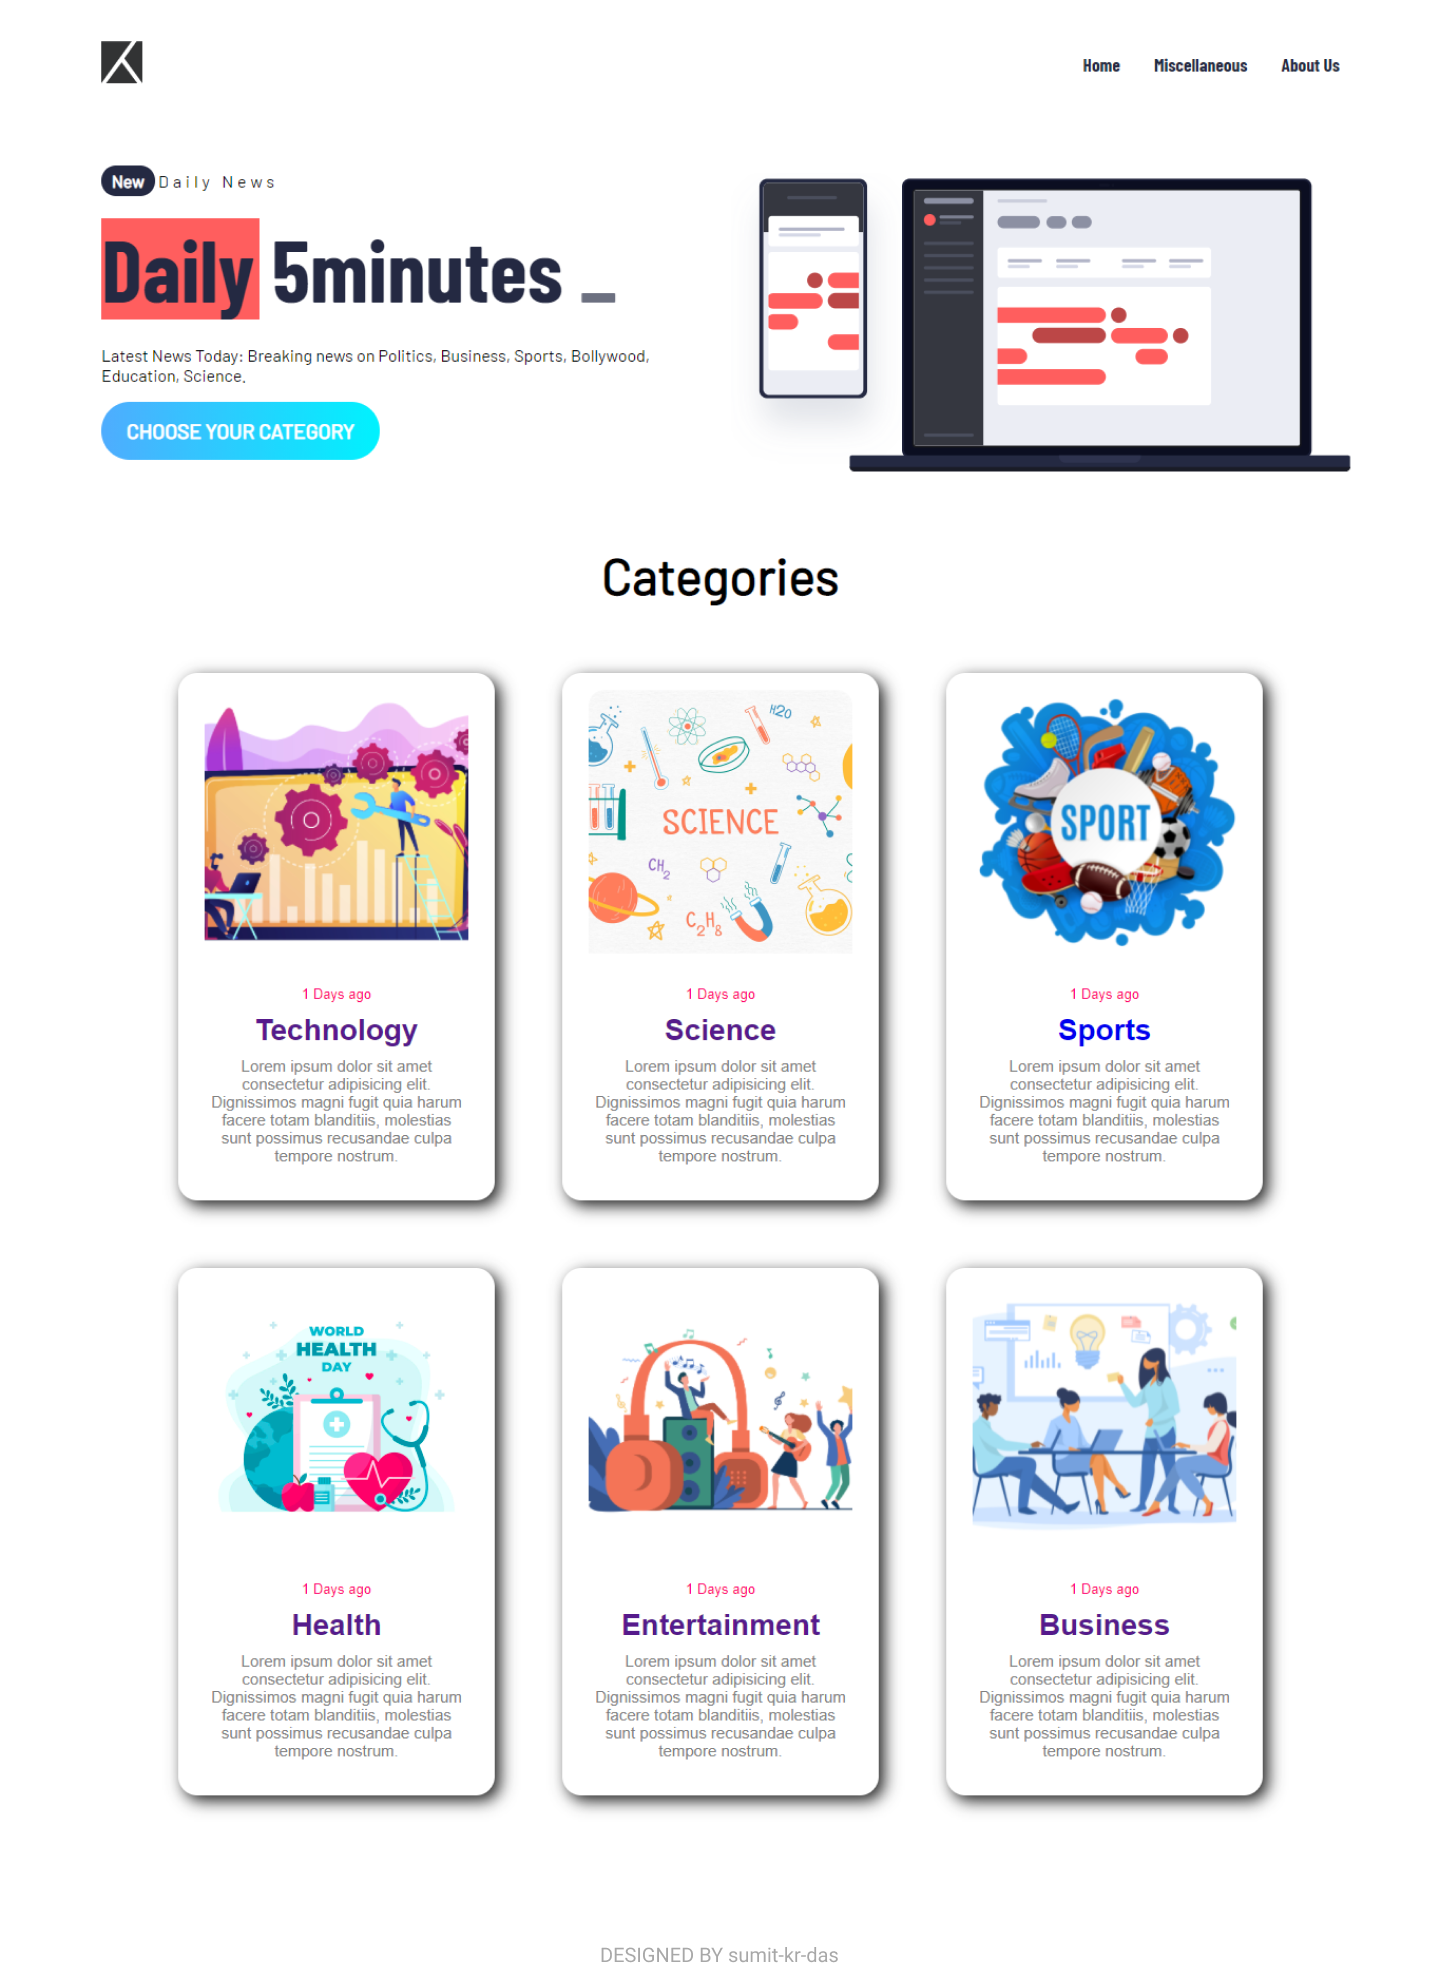 Home Miscellaneous About Us
New Daily News
Daily 5minutes _
Latest News Today: Breaking news on Politics, Business, Sports, Bollywood,
Education, Science.
CHOOSE YOUR CATEGORY
Categories
H2O
SCIENCE
CH2
C2H8
SPORT
1 Days ago
Technology
Lorem ipsum dolor sit amet
consectetur adipisicing elit.
Dignissimos magni fugit quia harum
facere totam blanditiis, molestias
sunt possimus recusandae culpa
tempore nostrum.
1 Days ago
Science
Lorem ipsum dolor sit amet
consectetur adipisicing elit.
Dignissimos magni fugit quia harum
facere totam blanditiis, molestias
sunt possimus recusandae culpa
tempore nostrum.
1 Days ago
Sports
Lorem ipsum dolor sit amet
consectetur adipisicing elit.
Dignissimos magni fugit quia harum
facere totam blanditiis, molestias
sunt possimus recusandae culpa
tempore nostrum.
WORLD
HEALTH
DAY
1 Days ago
Health
Lorem ipsum dolor sit amet
consectetur adipisicing elit.
Dignissimos magni fugit quia harum
facere totam blanditiis, molestias
sunt possimus recusandae culpa
tempore nostrum.
1 Days ago
Entertainment
Lorem ipsum dolor sit amet
consectetur adipisicing elit.
Dignissimos magni fugit quia harum
facere totam blanditiis, molestias
sunt possimus recusandae culpa
tempore nostrum.
1 Days ago
Business
Lorem ipsum dolor sit amet
consectetur adipisicing elit.
Dignissimos magni fugit quia harum
facere totam blanditiis, molestias
sunt possimus recusandae culpa
tempore nostrum.
DESIGNED BY sumit-kr-das